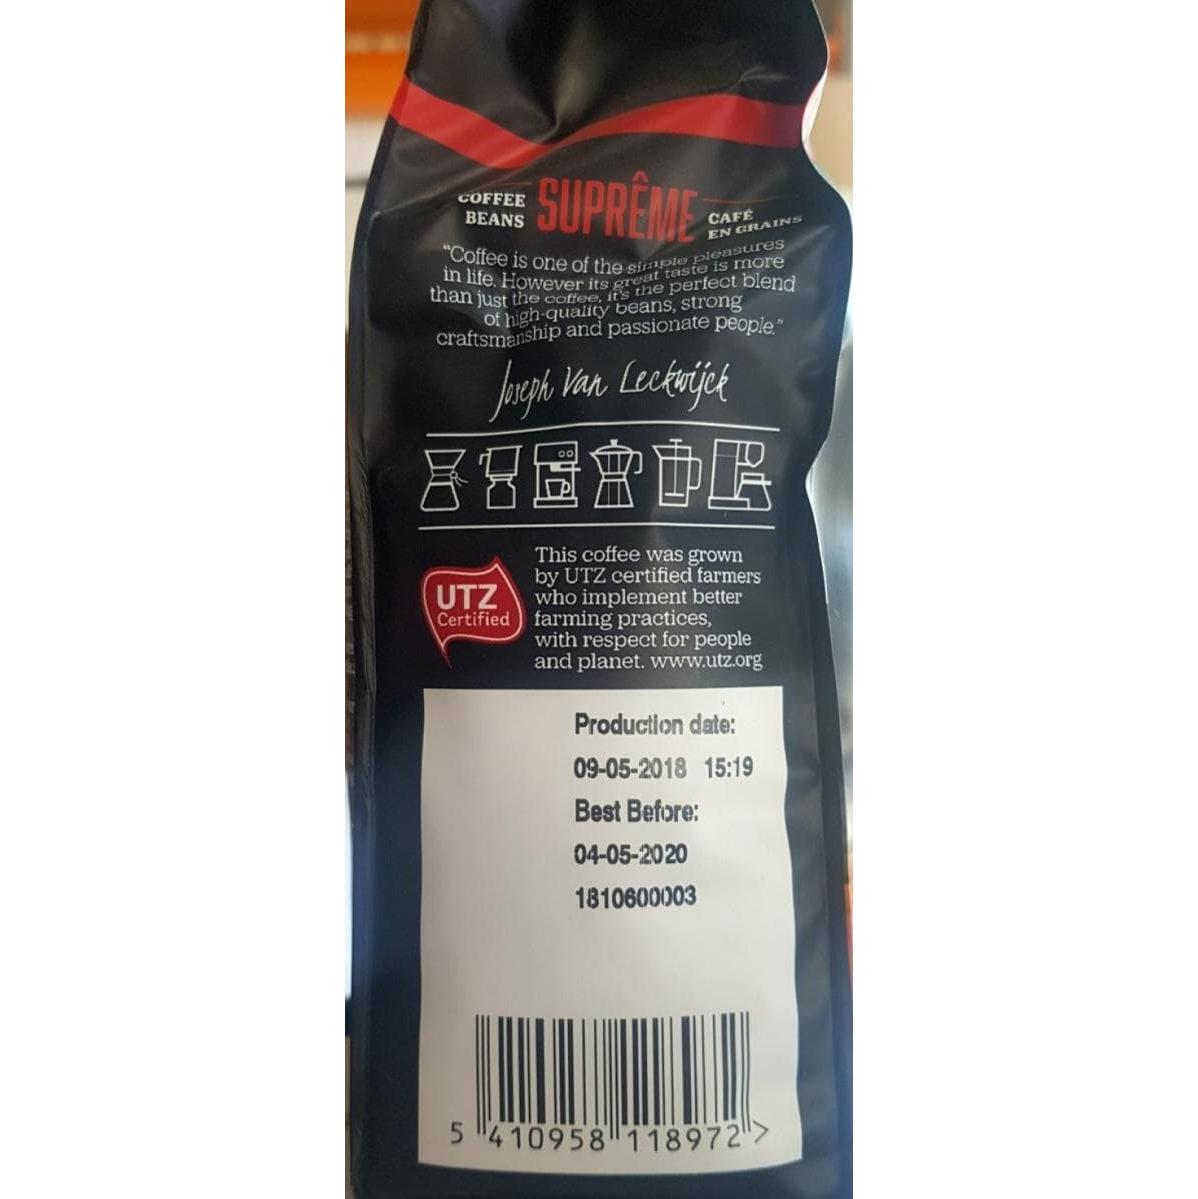 COFFEE BEANS SUPRÊME CAFÉ EN GRAINS
“Coffee is one of the simple pleasures
in life. However its great taste is more
than just the coffee, it's the perfect blend
of high-quality beans, strong
craftsmanship and passionate people.”
Joseph Van Leckwijck
UTZ
Certified
This coffee was grown
by UTZ certified farmers
who implement better
farming practices,
with respect for people
and planet. www.utz.org
Production date:
09-05-2018 15:19
Best Before:
04-05-2020
1810600003
5 410958 118972 >